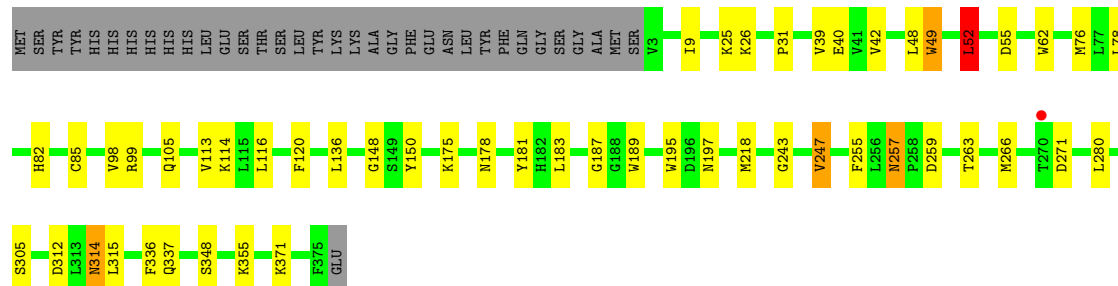 MET SER TYR TYR HIS HIS HIS HIS HIS HIS LEU GLU SER THR SER LEU TYR LYS LYS ALA GLY PHE GLU ASN LEU TYR PHE GLN GLY SER GLY ALA MET SER V3 I9 K25 K26 P31 V39 E40 V41 V42 L48 W49 L52 D55 W62 M76 L77 L78
H82 C85 V98 R99 Q105 V113 K114 L115 L116 F120 L136 G148 S149 Y150 K175 N178 Y181 H182 L183 G187 G188 W189 W195 D196 N197 M218 G243 V247 F255 L256 N257 P258 D259 T263 M266 T270 D271 L280
S305 D312 L313 N314 L315 F336 Q337 S348 K355 K371 F375 GLU